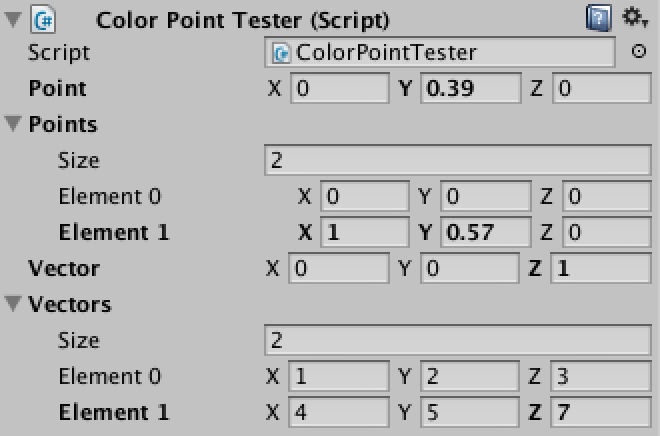 Color Point Tester (Script)
Script ColorPointTester
Point X 0 Y 0.39 Z 0
Points
Size 2
Element 0 X 0 Y 0 Z 0
Element 1 X 1 Y 0.57 Z 0
Vector X 0 Y 0 Z 1
Vectors
Size 2
Element 0 X 1 Y 2 Z 3
Element 1 X 4 Y 5 Z 7